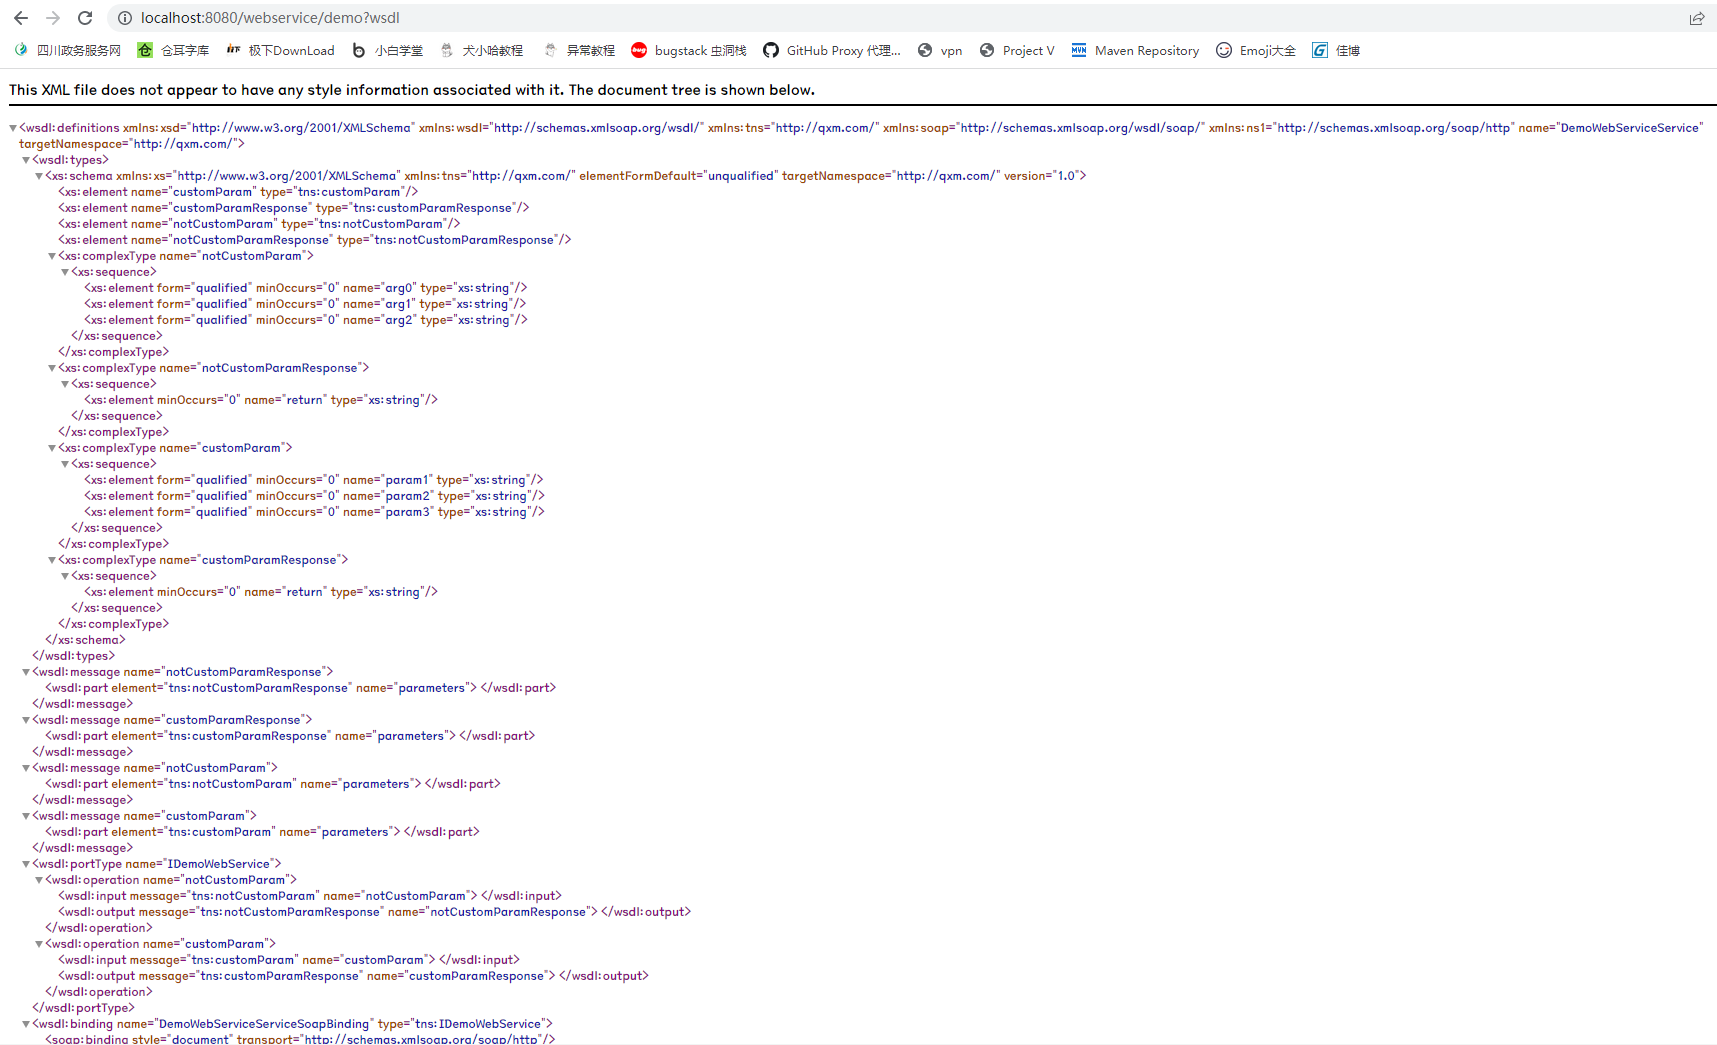 localhost:8080/webservice/demo?wsdl
四川政务服务网 仓耳字库 极下DownLoad 小白学堂 犬小哈教程 异常教程 bugstack 虫洞栈 GitHub Proxy 代理... vpn Project V Maven Repository Emoji大全 佳博
This XML file does not appear to have any style information associated with it. The document tree is shown below.
<wsdl:definitions xmlns:xsd="http://www.w3.org/2001/XMLSchema" xmlns:wsdl="http://schemas.xmlsoap.org/wsdl/" xmlns:tns="http://qxm.com/" xmlns:soap="http://schemas.xmlsoap.org/wsdl/soap/" xmlns:ns1="http://schemas.xmlsoap.org/soap/http" name="DemoWebServiceService"
targetNamespace="http://qxm.com/">
<wsdl:types>
<xs:schema xmlns:xs="http://www.w3.org/2001/XMLSchema" xmlns:tns="http://qxm.com/" elementFormDefault="unqualified" targetNamespace="http://qxm.com/" version="1.0">
<xs:element name="customParam" type="tns:customParam"/>
<xs:element name="customParamResponse" type="tns:customParamResponse"/>
<xs:element name="notCustomParam" type="tns:notCustomParam"/>
<xs:element name="notCustomParamResponse" type="tns:notCustomParamResponse"/>
<xs:complexType name="notCustomParam">
<xs:sequence>
<xs:element form="qualified" minOccurs="0" name="arg0" type="xs:string"/>
<xs:element form="qualified" minOccurs="0" name="arg1" type="xs:string"/>
<xs:element form="qualified" minOccurs="0" name="arg2" type="xs:string"/>
</xs:sequence>
</xs:complexType>
<xs:complexType name="notCustomParamResponse">
<xs:sequence>
<xs:element minOccurs="0" name="return" type="xs:string"/>
</xs:sequence>
</xs:complexType>
<xs:complexType name="customParam">
<xs:sequence>
<xs:element form="qualified" minOccurs="0" name="param1" type="xs:string"/>
<xs:element form="qualified" minOccurs="0" name="param2" type="xs:string"/>
<xs:element form="qualified" minOccurs="0" name="param3" type="xs:string"/>
</xs:sequence>
</xs:complexType>
<xs:complexType name="customParamResponse">
<xs:sequence>
<xs:element minOccurs="0" name="return" type="xs:string"/>
</xs:sequence>
</xs:complexType>
</xs:schema>
</wsdl:types>
<wsdl:message name="notCustomParamResponse">
<wsdl:part element="tns:notCustomParamResponse" name="parameters"> </wsdl:part>
</wsdl:message>
<wsdl:message name="customParamResponse">
<wsdl:part element="tns:customParamResponse" name="parameters"> </wsdl:part>
</wsdl:message>
<wsdl:message name="notCustomParam">
<wsdl:part element="tns:notCustomParam" name="parameters"> </wsdl:part>
</wsdl:message>
<wsdl:message name="customParam">
<wsdl:part element="tns:customParam" name="parameters"> </wsdl:part>
</wsdl:message>
<wsdl:portType name="IDemoWebService">
<wsdl:operation name="notCustomParam">
<wsdl:input message="tns:notCustomParam" name="notCustomParam"> </wsdl:input>
<wsdl:output message="tns:notCustomParamResponse" name="notCustomParamResponse"> </wsdl:output>
</wsdl:operation>
<wsdl:operation name="customParam">
<wsdl:input message="tns:customParam" name="customParam"> </wsdl:input>
<wsdl:output message="tns:customParamResponse" name="customParamResponse"> </wsdl:output>
</wsdl:operation>
</wsdl:portType>
<wsdl:binding name="DemoWebServiceServiceSoapBinding" type="tns:IDemoWebService">
<soap:binding style="document" transport="http://schemas.xmlsoap.org/soap/http"/>